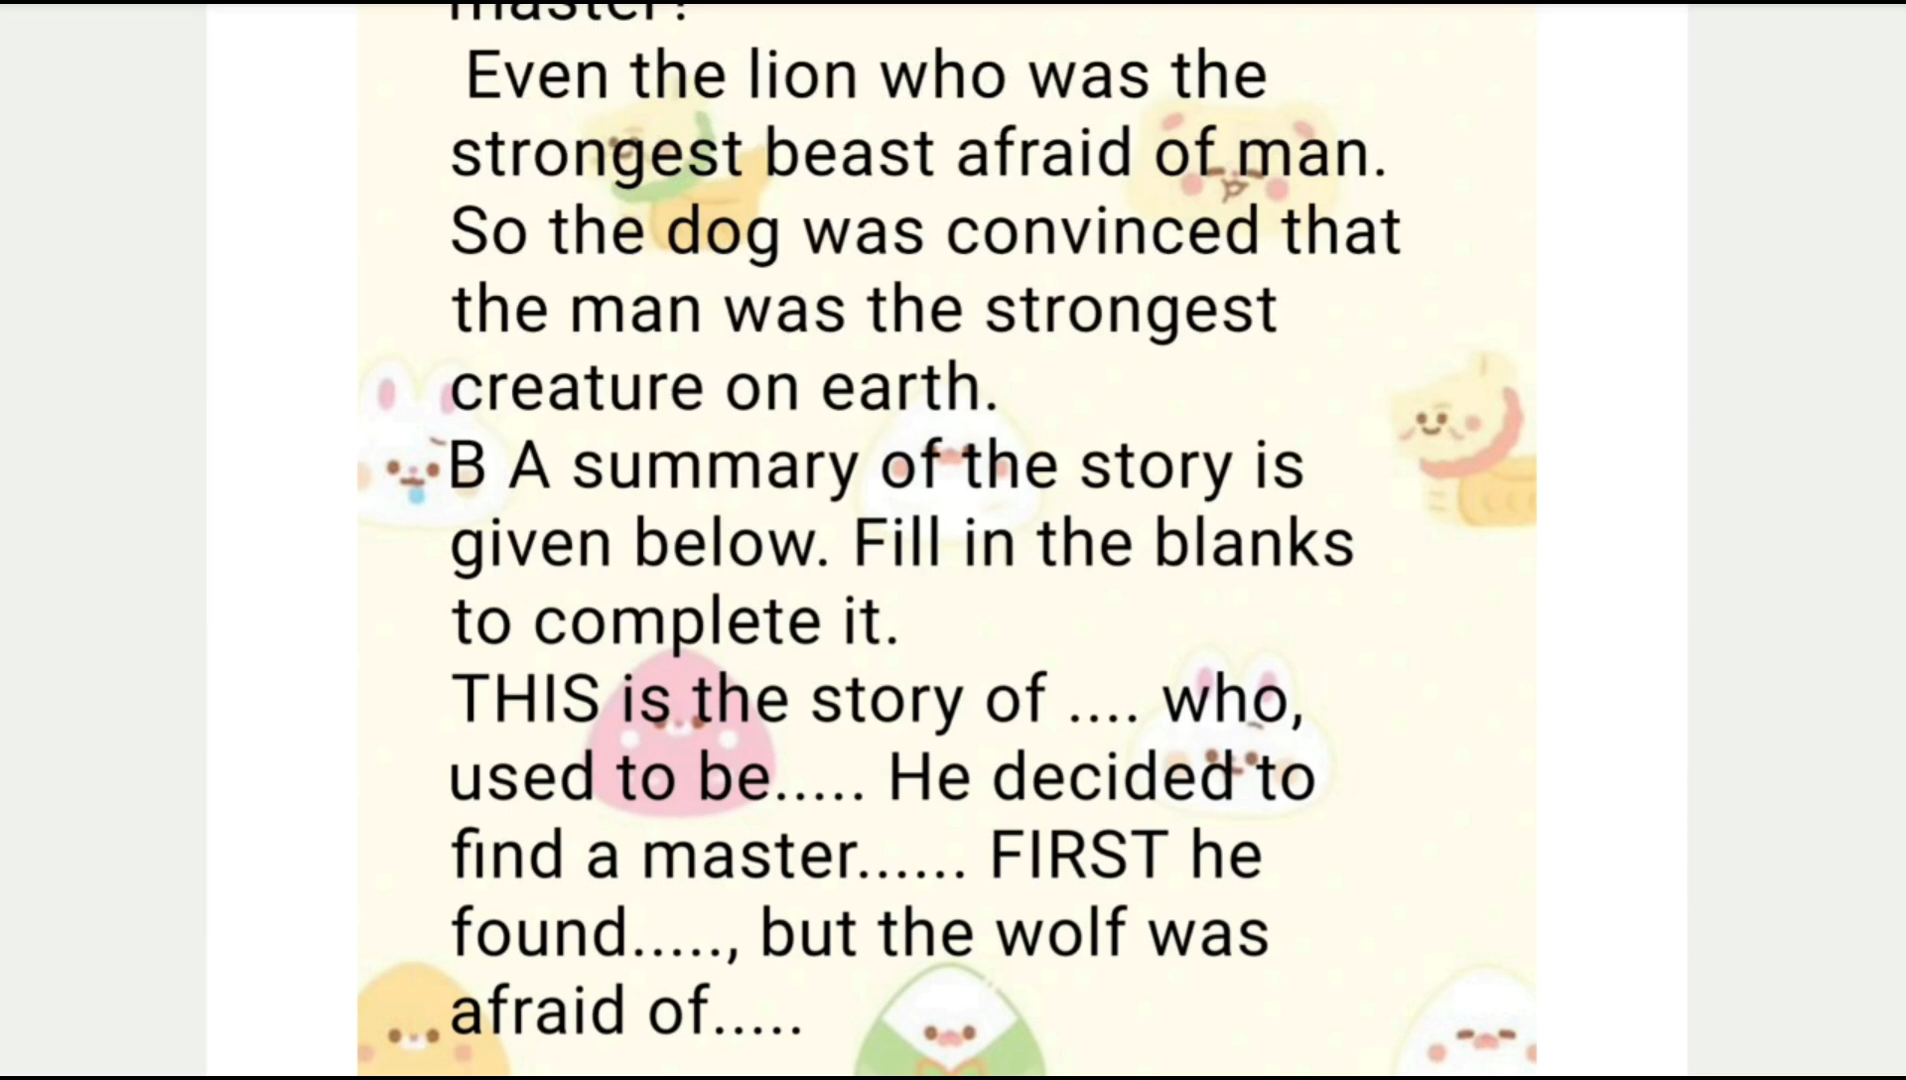 master?
Even the lion who was the
strongest beast afraid of man.
So the dog was convinced that
the man was the strongest
creature on earth.
B A summary of the story is
given below. Fill in the blanks
to complete it.
THIS is the story of .... who,
used to be..... He decided to
find a master...... FIRST he
found....., but the wolf was
afraid of.....